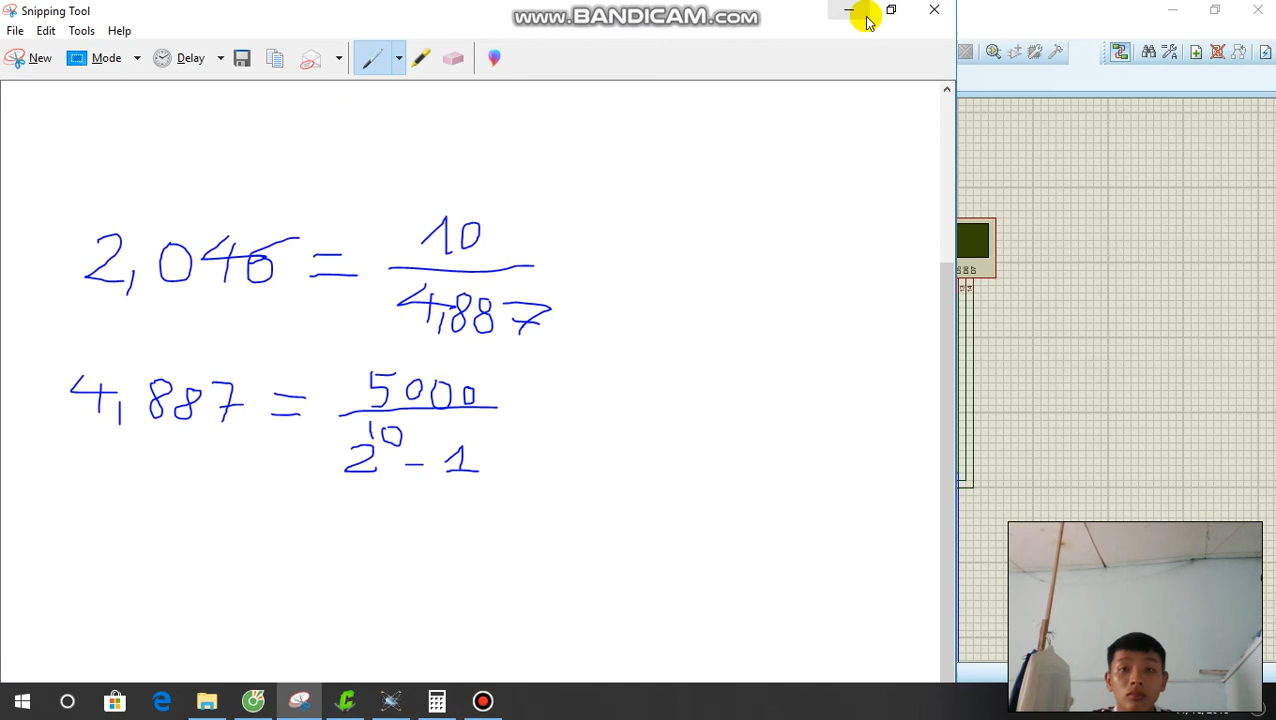 Snipping Tool
www.BANDICAM.com
File Edit Tools Help
New Mode Delay
2,046 = 10 / 4,887
4,887 = 5000 / 2^10 - 1